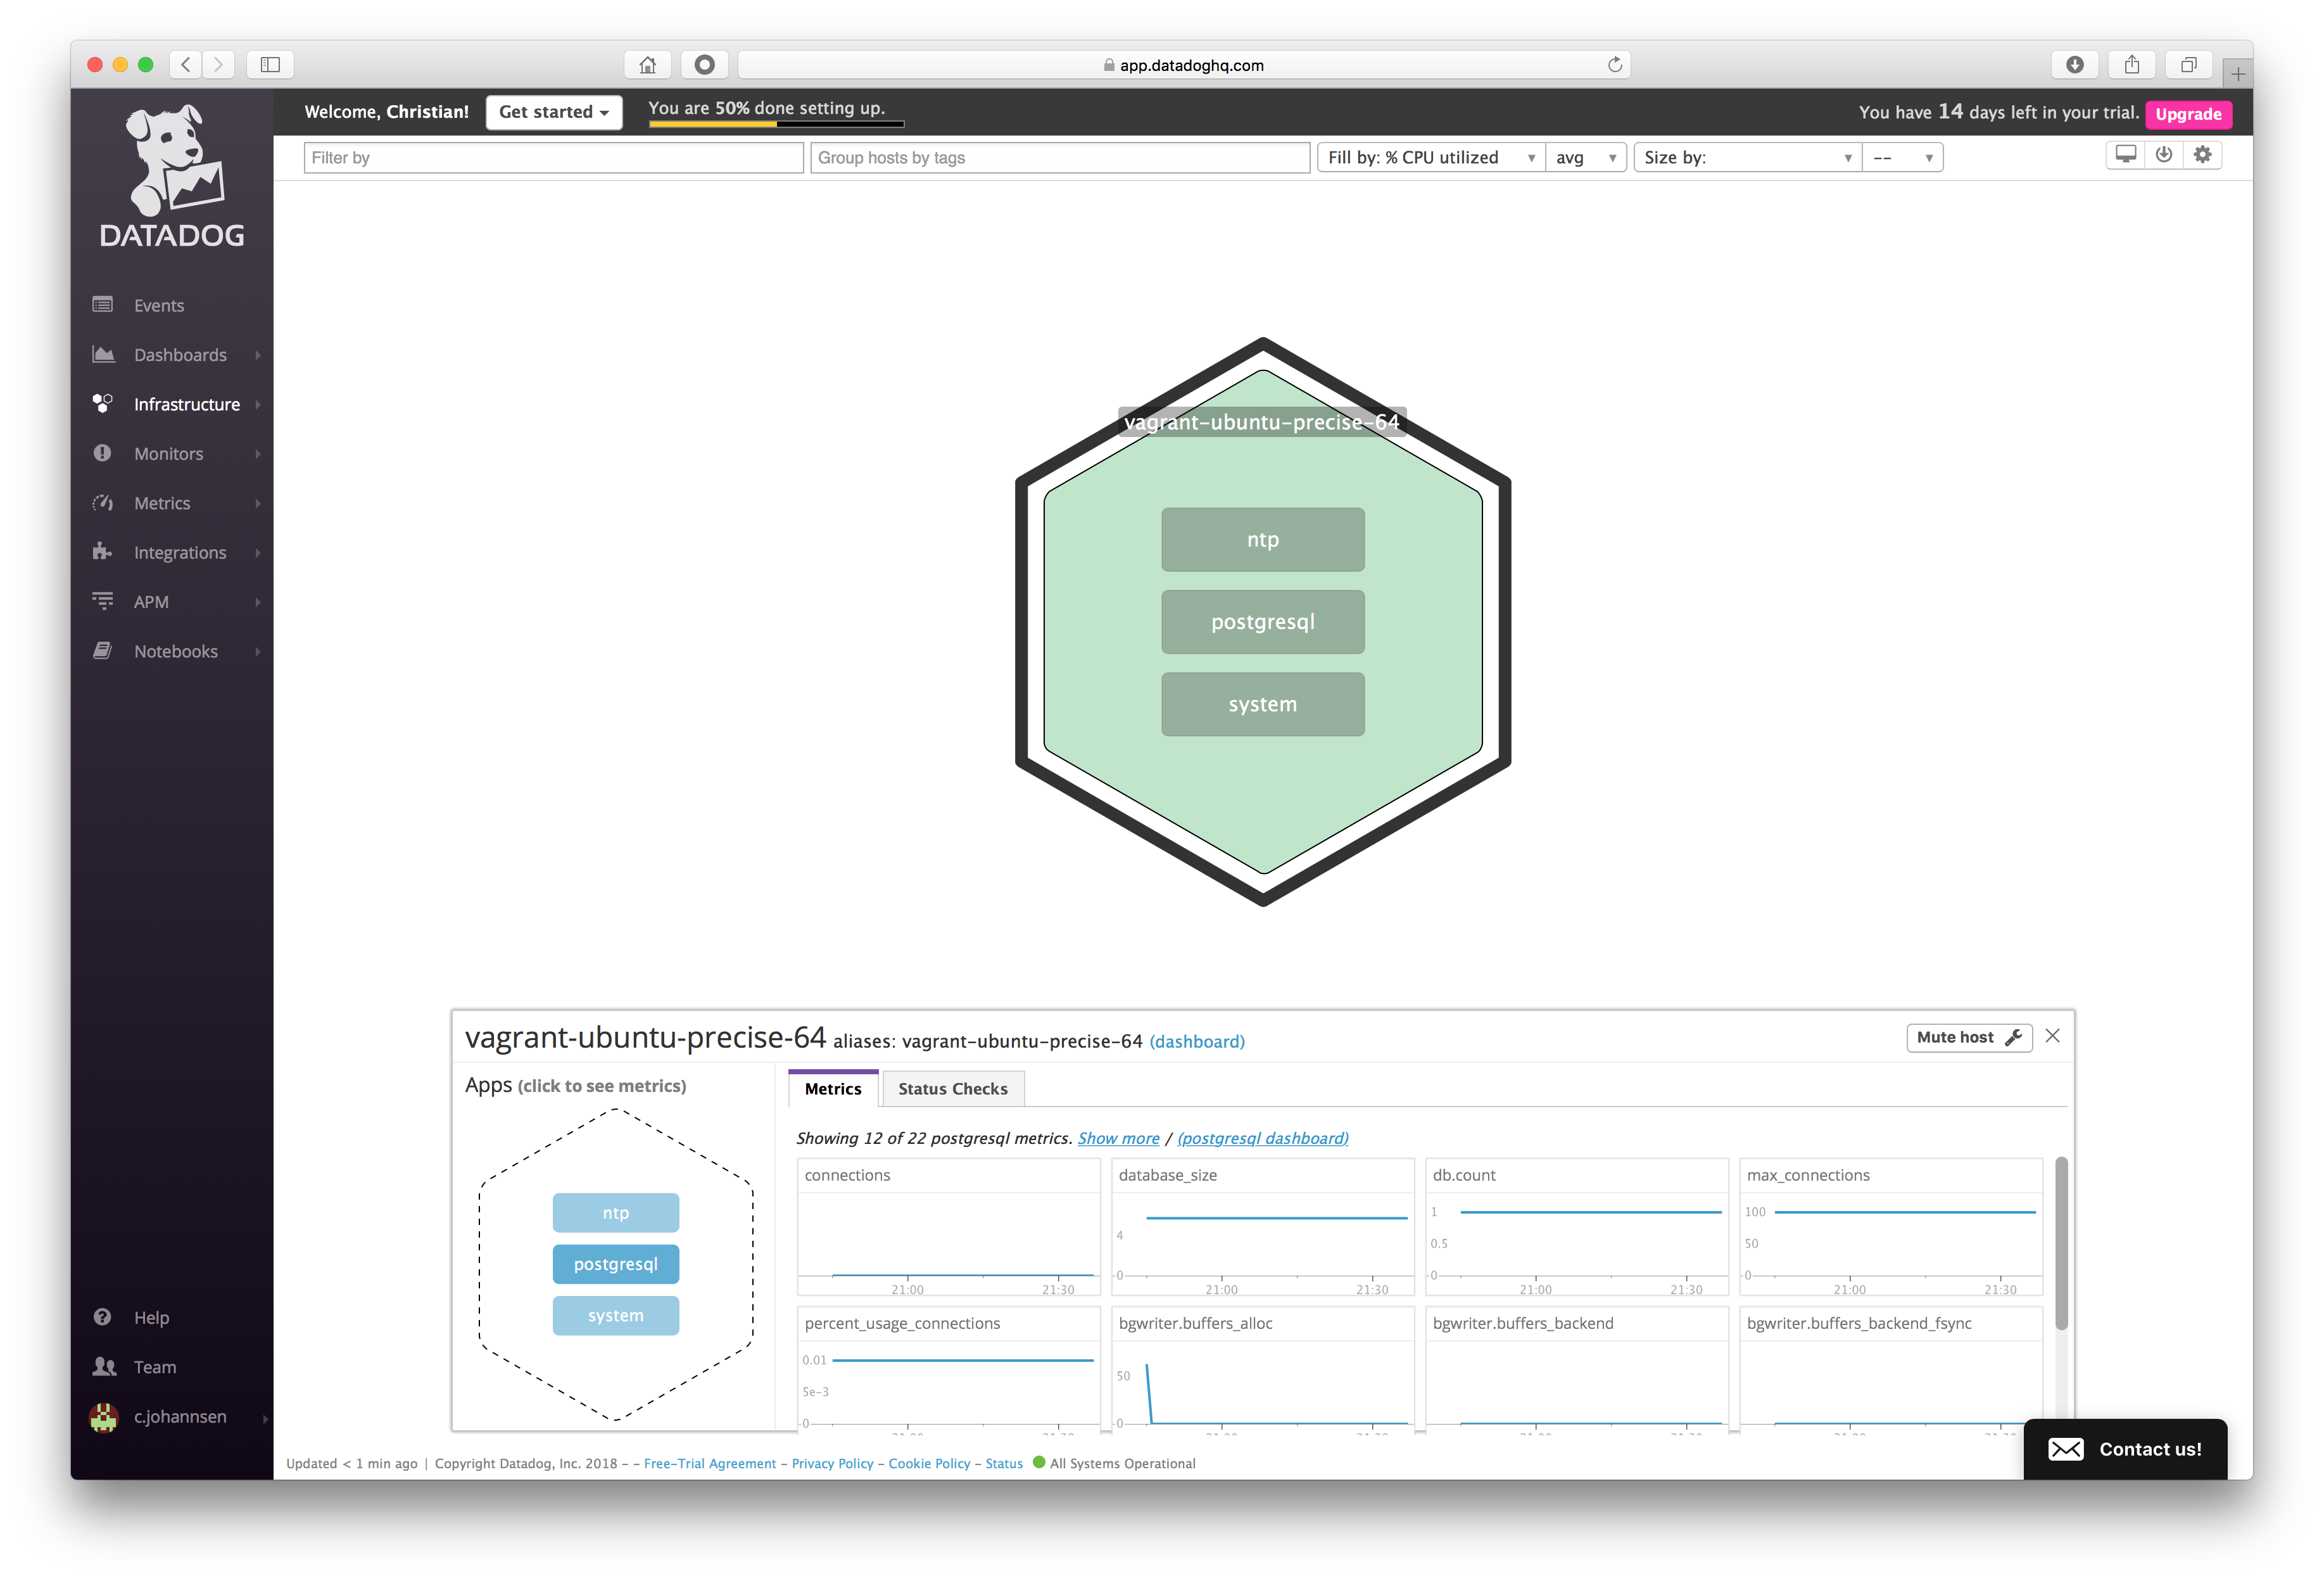 app.datadoghq.com
Welcome, Christian!
Get started
You are 50% done setting up.
You have 14 days left in your trial.
Upgrade
DATADOG
Filter by
Group hosts by tags
Fill by: % CPU utilized
avg
Size by:
--
Events
Dashboards
Infrastructure
Monitors
Metrics
Integrations
APM
Notebooks
Help
Team
c.johannsen
vagrant-ubuntu-precise-64
ntp
postgresql
system
vagrant-ubuntu-precise-64 aliases: vagrant-ubuntu-precise-64 (dashboard)
Mute host
Apps (click to see metrics)
ntp
postgresql
system
Metrics
Status Checks
Showing 12 of 22 postgresql metrics. Show more / (postgresql dashboard)
connections
21:00 21:30
database_size
4
0
21:00 21:30
db.count
1
0.5
0
21:00 21:30
max_connections
100
50
0
21:00 21:30
percent_usage_connections
0.01
5e-3
0
bgwriter.buffers_alloc
50
0
bgwriter.buffers_backend
bgwriter.buffers_backend_fsync
Updated < 1 min ago | Copyright Datadog, Inc. 2018 - - Free-Trial Agreement - Privacy Policy - Cookie Policy - Status All Systems Operational
Contact us!